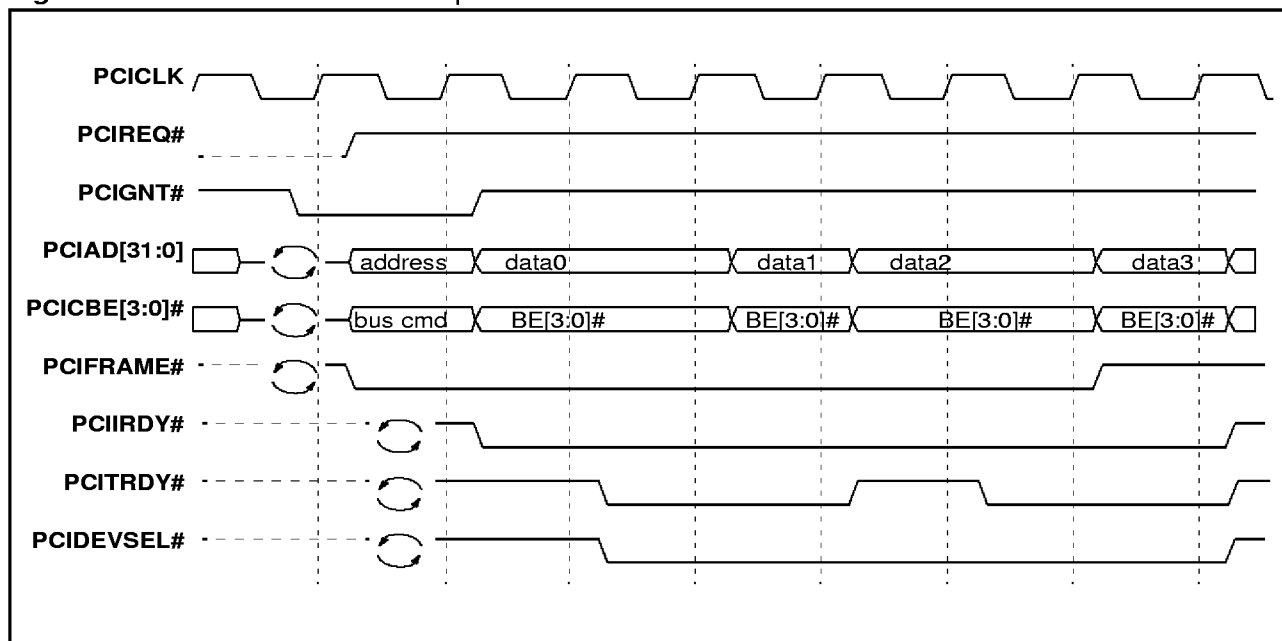 PCICLK
PCIREQ#
PCIGNT#
PCIAD[31:0] address data0 data1 data2 data3
PCICBE[3:0]# bus cmd BE[3:0]# BE[3:0]# BE[3:0]# BE[3:0]#
PCIFRAME#
PCIIRDY#
PCITRDY#
PCIDEVSEL#